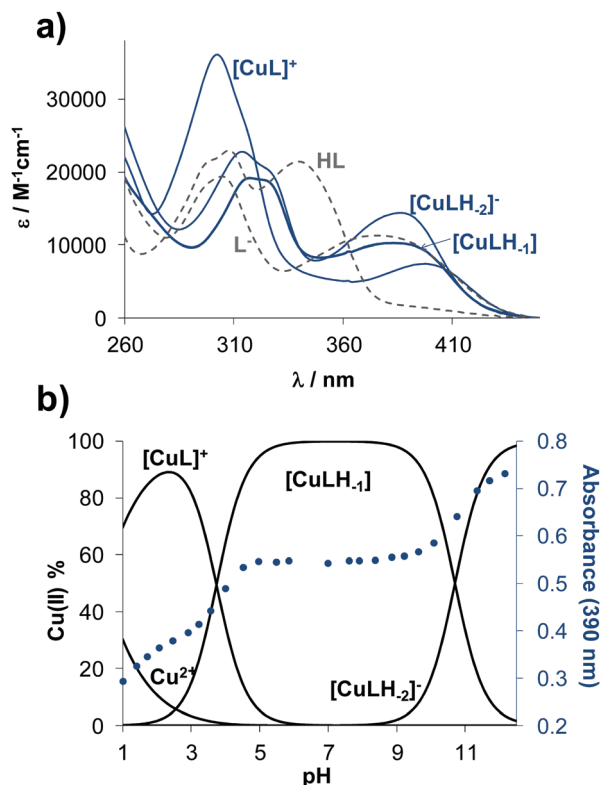 a)
[CuL]⁺
30000
HL
20000
[CuLH₋₂]⁻
[CuLH₋₁]
10000
L⁻
0
260 310 360 410
λ / nm
ε / M⁻¹cm⁻¹
b)
100 0.8
[CuL]⁺
[CuLH₋₁]
80 0.7
60 0.6
40 0.5
0.4
20 Cu²⁺ 0.3
[CuLH₋₂]⁻
0 0.2
1 3 5 7 9 11
pH
Cu(II) %
Absorbance (390 nm)